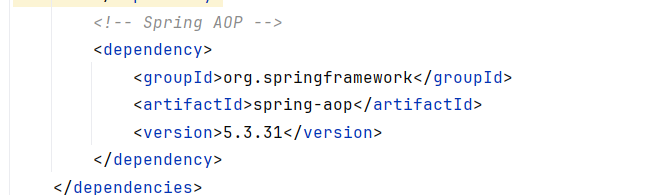 <!-- Spring AOP -->
<dependency>
<groupId>org.springframework</groupId>
<artifactId>spring-aop</artifactId>
<version>5.3.31</version>
</dependency>
</dependencies>